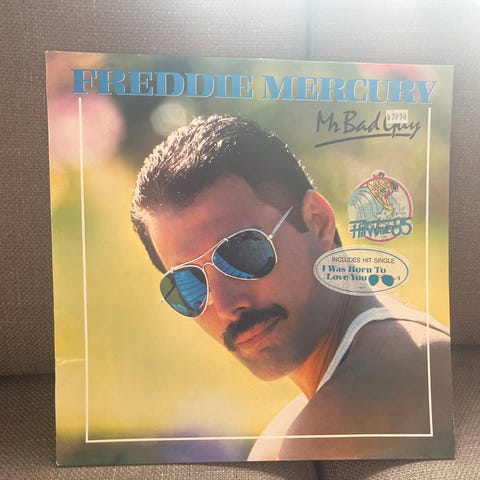 FREDDIE MERCURY
Mr Bad Guy
INCLUDES HIT SINGLE
I Was Born To
Love You